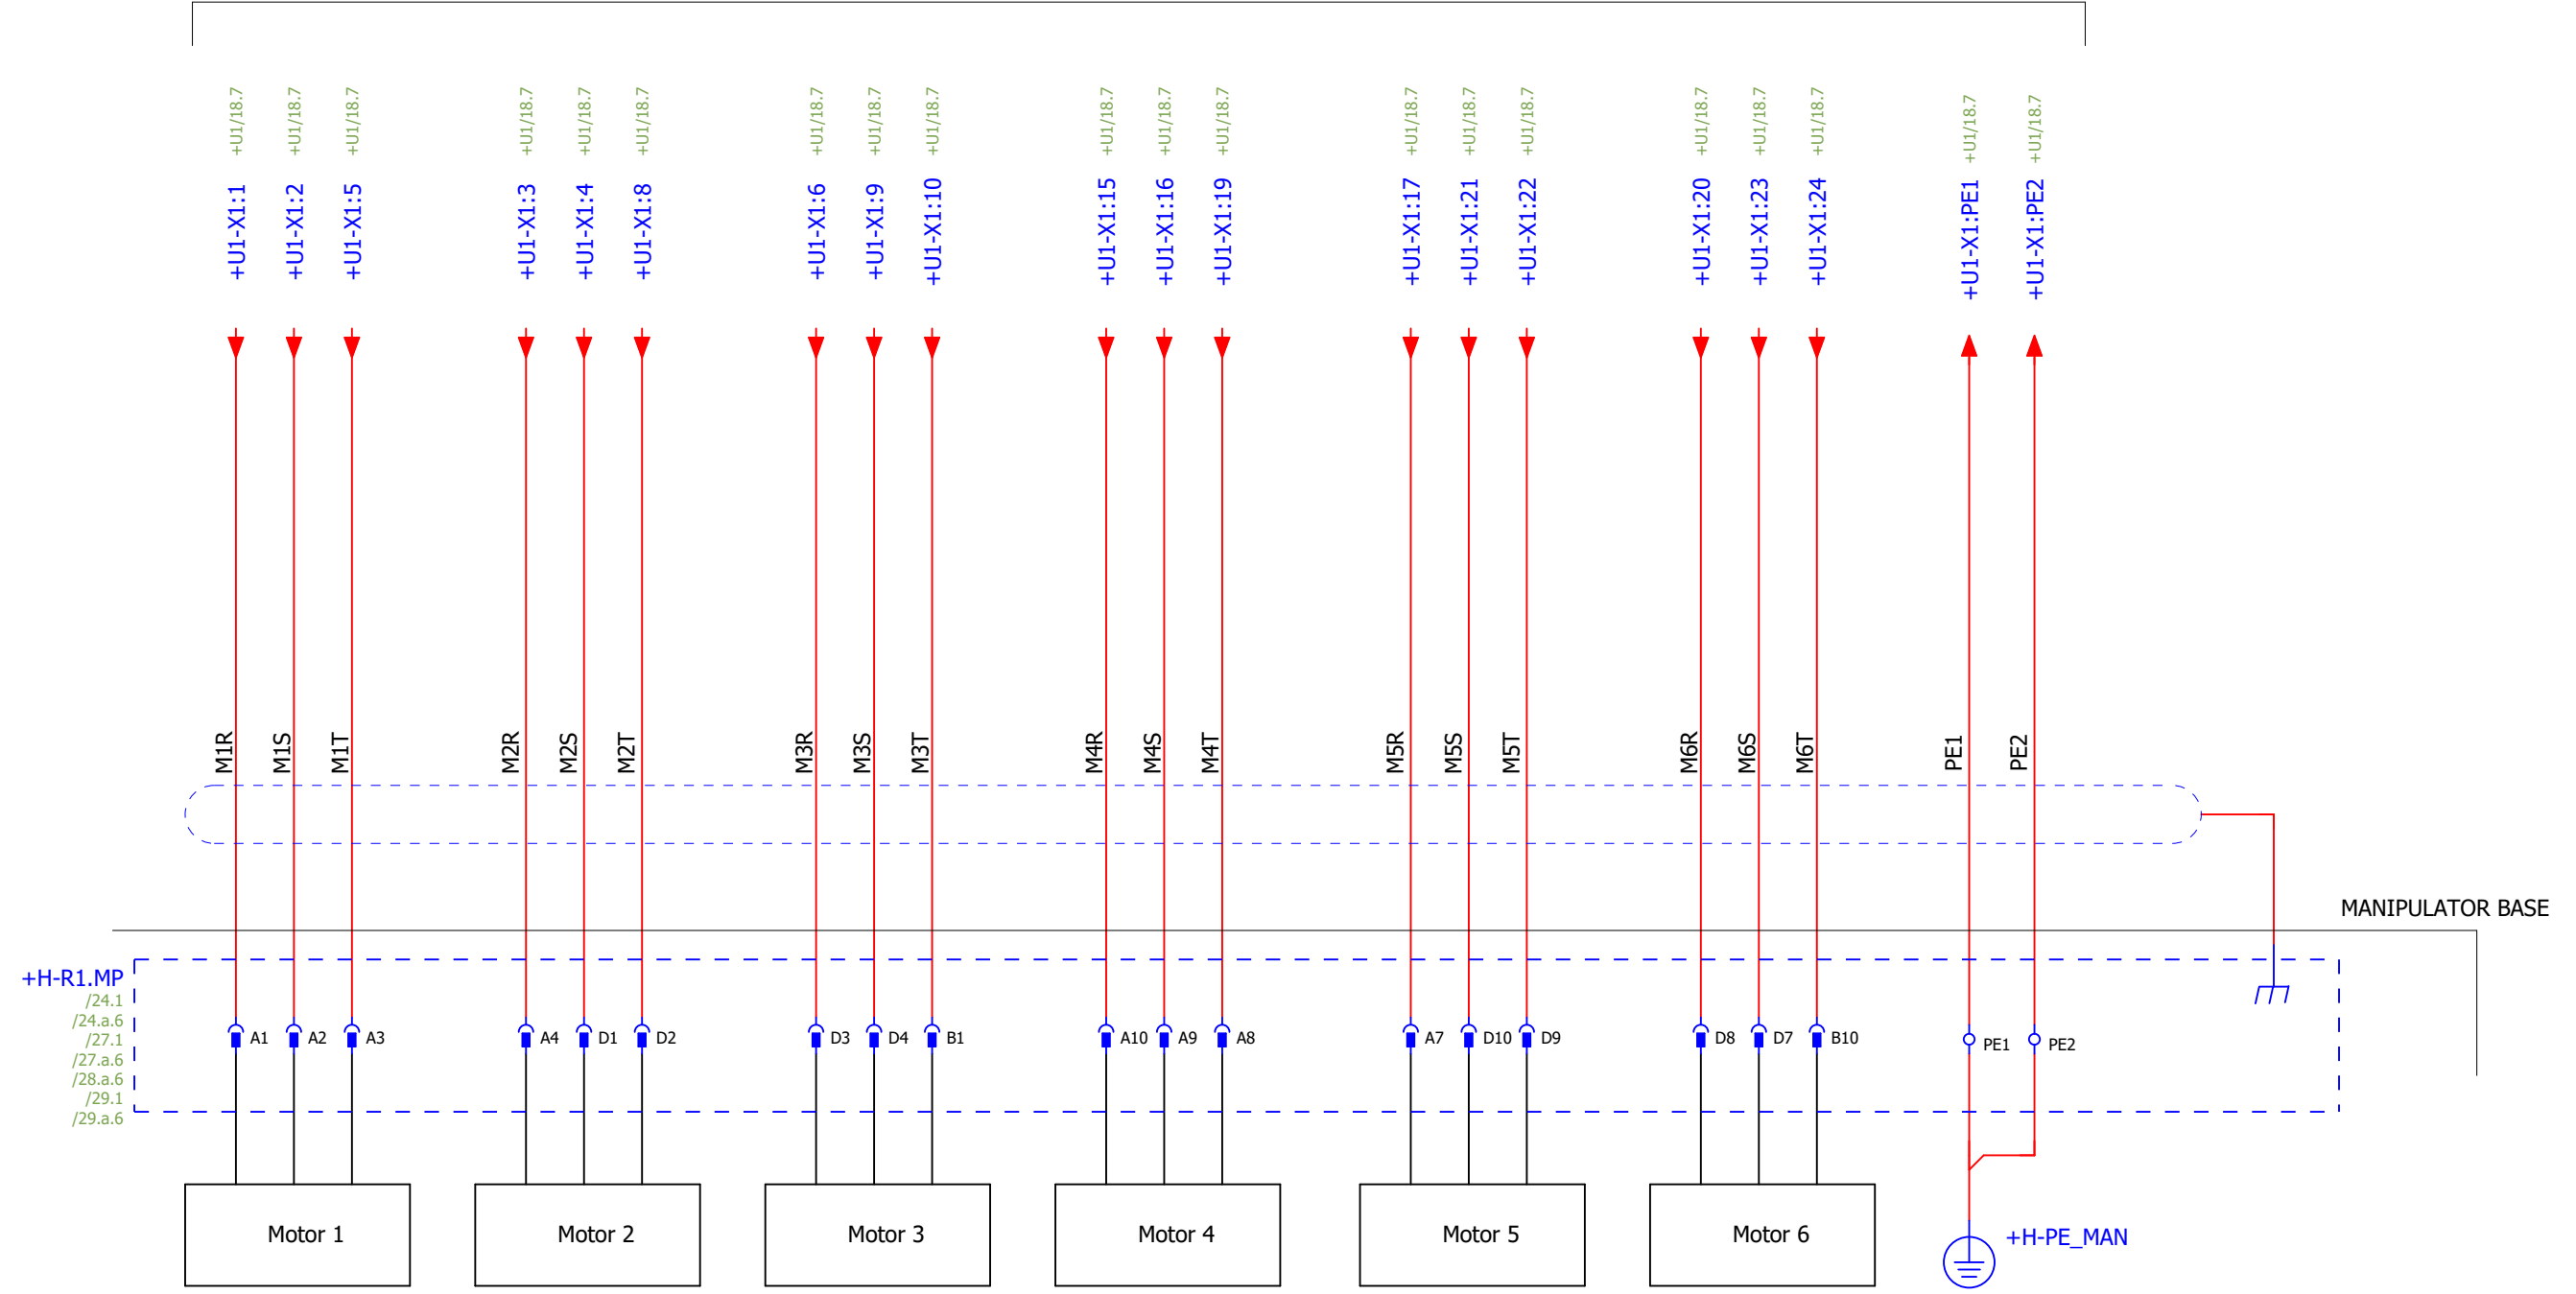 +U1/18.7 +U1/18.7 +U1/18.7 +U1/18.7 +U1/18.7 +U1/18.7 +U1/18.7 +U1/18.7 +U1/18.7 +U1/18.7 +U1/18.7 +U1/18.7 +U1/18.7 +U1/18.7 +U1/18.7 +U1/18.7 +U1/18.7 +U1/18.7 +U1/18.7 +U1/18.7
+U1-X1:1 +U1-X1:2 +U1-X1:5 +U1-X1:3 +U1-X1:4 +U1-X1:8 +U1-X1:6 +U1-X1:9 +U1-X1:10 +U1-X1:15 +U1-X1:16 +U1-X1:19 +U1-X1:17 +U1-X1:21 +U1-X1:22 +U1-X1:20 +U1-X1:23 +U1-X1:24 +U1-X1:PE1 +U1-X1:PE2
M1R M1S M1T M2R M2S M2T M3R M3S M3T M4R M4S M4T M5R M5S M5T M6R M6S M6T PE1 PE2
MANIPULATOR BASE
+H-R1.MP
/24.1
/24.a.6
/27.1
/27.a.6
/28.a.6
/29.1
/29.a.6
A1 A2 A3 A4 D1 D2 D3 D4 B1 A10 A9 A8 A7 D10 D9 D8 D7 B10 PE1 PE2
Motor 1 Motor 2 Motor 3 Motor 4 Motor 5 Motor 6 +H-PE_MAN